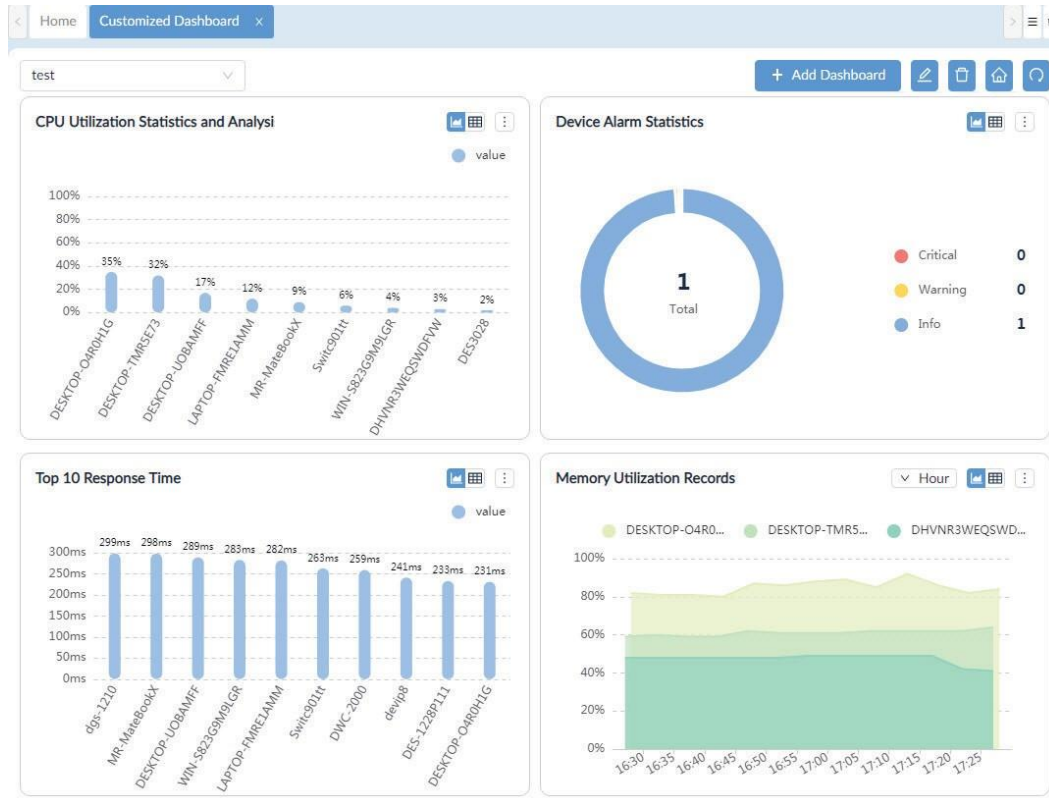 Home
Customized Dashboard ×
test
+ Add Dashboard
CPU Utilization Statistics and Analysi
value
100%
80%
60%
40%
20%
0%
35%
32%
17%
12%
9%
6%
4%
3%
2%
DESKTOP-O4R0H1G
DESKTOP-TMR5E73
DESKTOP-UOBAMFF
LAPTOP-FMRE1AMM
MR-MateBookX
Switc901tt
WIN-S823G9M9LGR
DHVNR3WEQSWDFVW
DES3028
Device Alarm Statistics
1
Total
Critical 0
Warning 0
Info 1
Top 10 Response Time
value
300ms
250ms
200ms
150ms
100ms
50ms
0ms
299ms
298ms
289ms
283ms
282ms
263ms
259ms
241ms
233ms
231ms
dgs-1210
MR-MateBookX
DESKTOP-UOBAMFF
WIN-S823G9M9LGR
LAPTOP-FMRE1AMM
Switc901tt
DWC-2000
devip8
DES-1228P111
DESKTOP-O4R0H1G
Memory Utilization Records
Hour
DESKTOP-O4R0...
DESKTOP-TMR5...
DHVNR3WEQSWD...
100%
80%
60%
40%
20%
0%
16:30
16:35
16:40
16:45
16:50
16:55
17:00
17:05
17:10
17:15
17:20
17:25